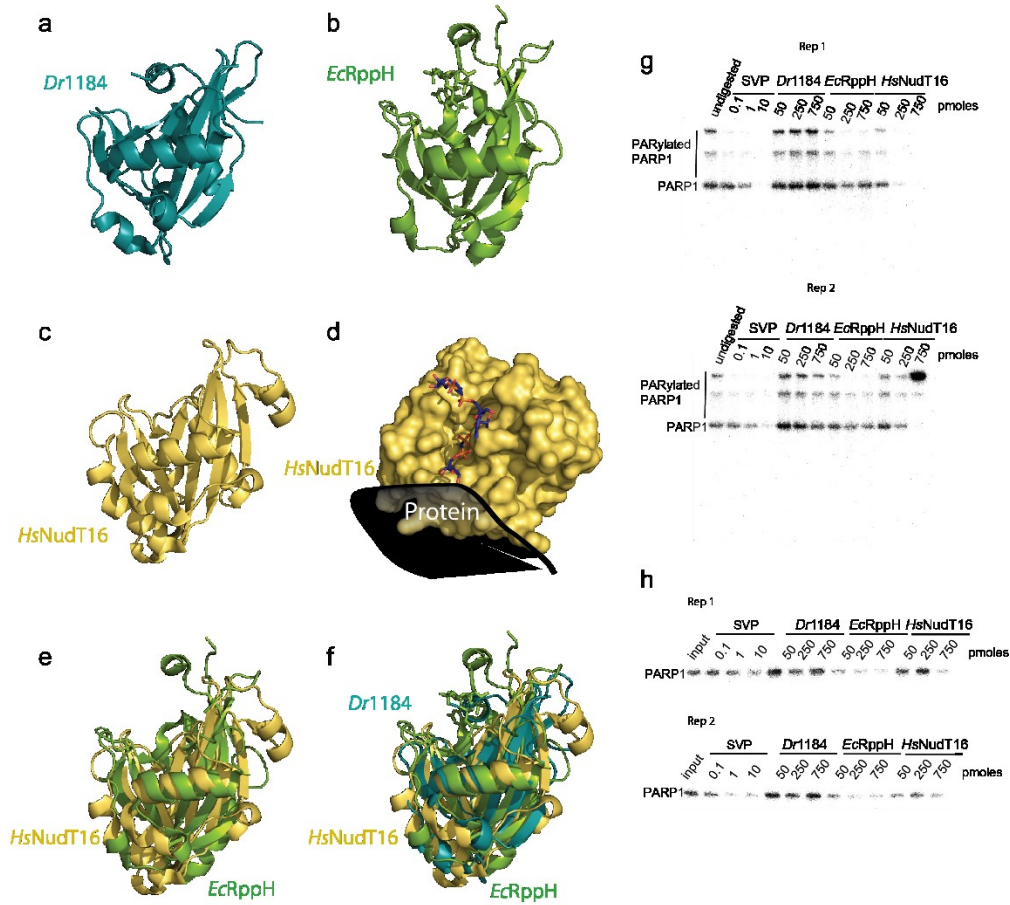 a
Dr1184
b
EcRppH
c
HsNudT16
d
HsNudT16
Protein
e
HsNudT16
EcRppH
f
Dr1184
HsNudT16
EcRppH
g
Rep 1
SVP Dr1184 EcRppH HsNudT16
undigested 0.1 1 10 50 250 750 50 250 750 50 250 750 pmoles
PARylated
PARP1
PARP1
Rep 2
SVP Dr1184 EcRppH HsNudT16
undigested 0.1 1 10 50 250 750 50 250 750 50 250 750 pmoles
PARylated
PARP1
PARP1
h
Rep 1
SVP Dr1184 EcRppH HsNudT16
input 0.1 1 10 50 250 750 50 250 750 50 250 750 pmoles
PARP1
Rep 2
SVP Dr1184 EcRppH HsNudT16
input 0.1 1 10 50 250 750 50 250 750 50 250 750 pmoles
PARP1